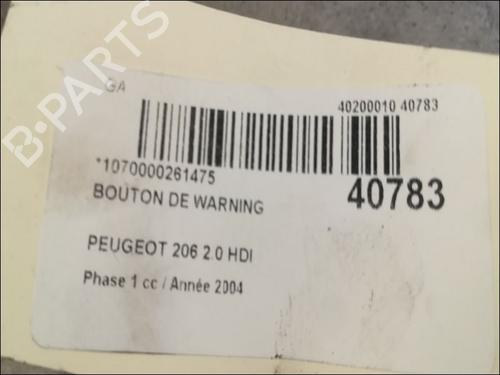 B-PARTS
GA
40200010 40783
*1070000261475
40783
BOUTON DE WARNING
PEUGEOT 206 2.0 HDI
Phase 1 cc / Année 2004